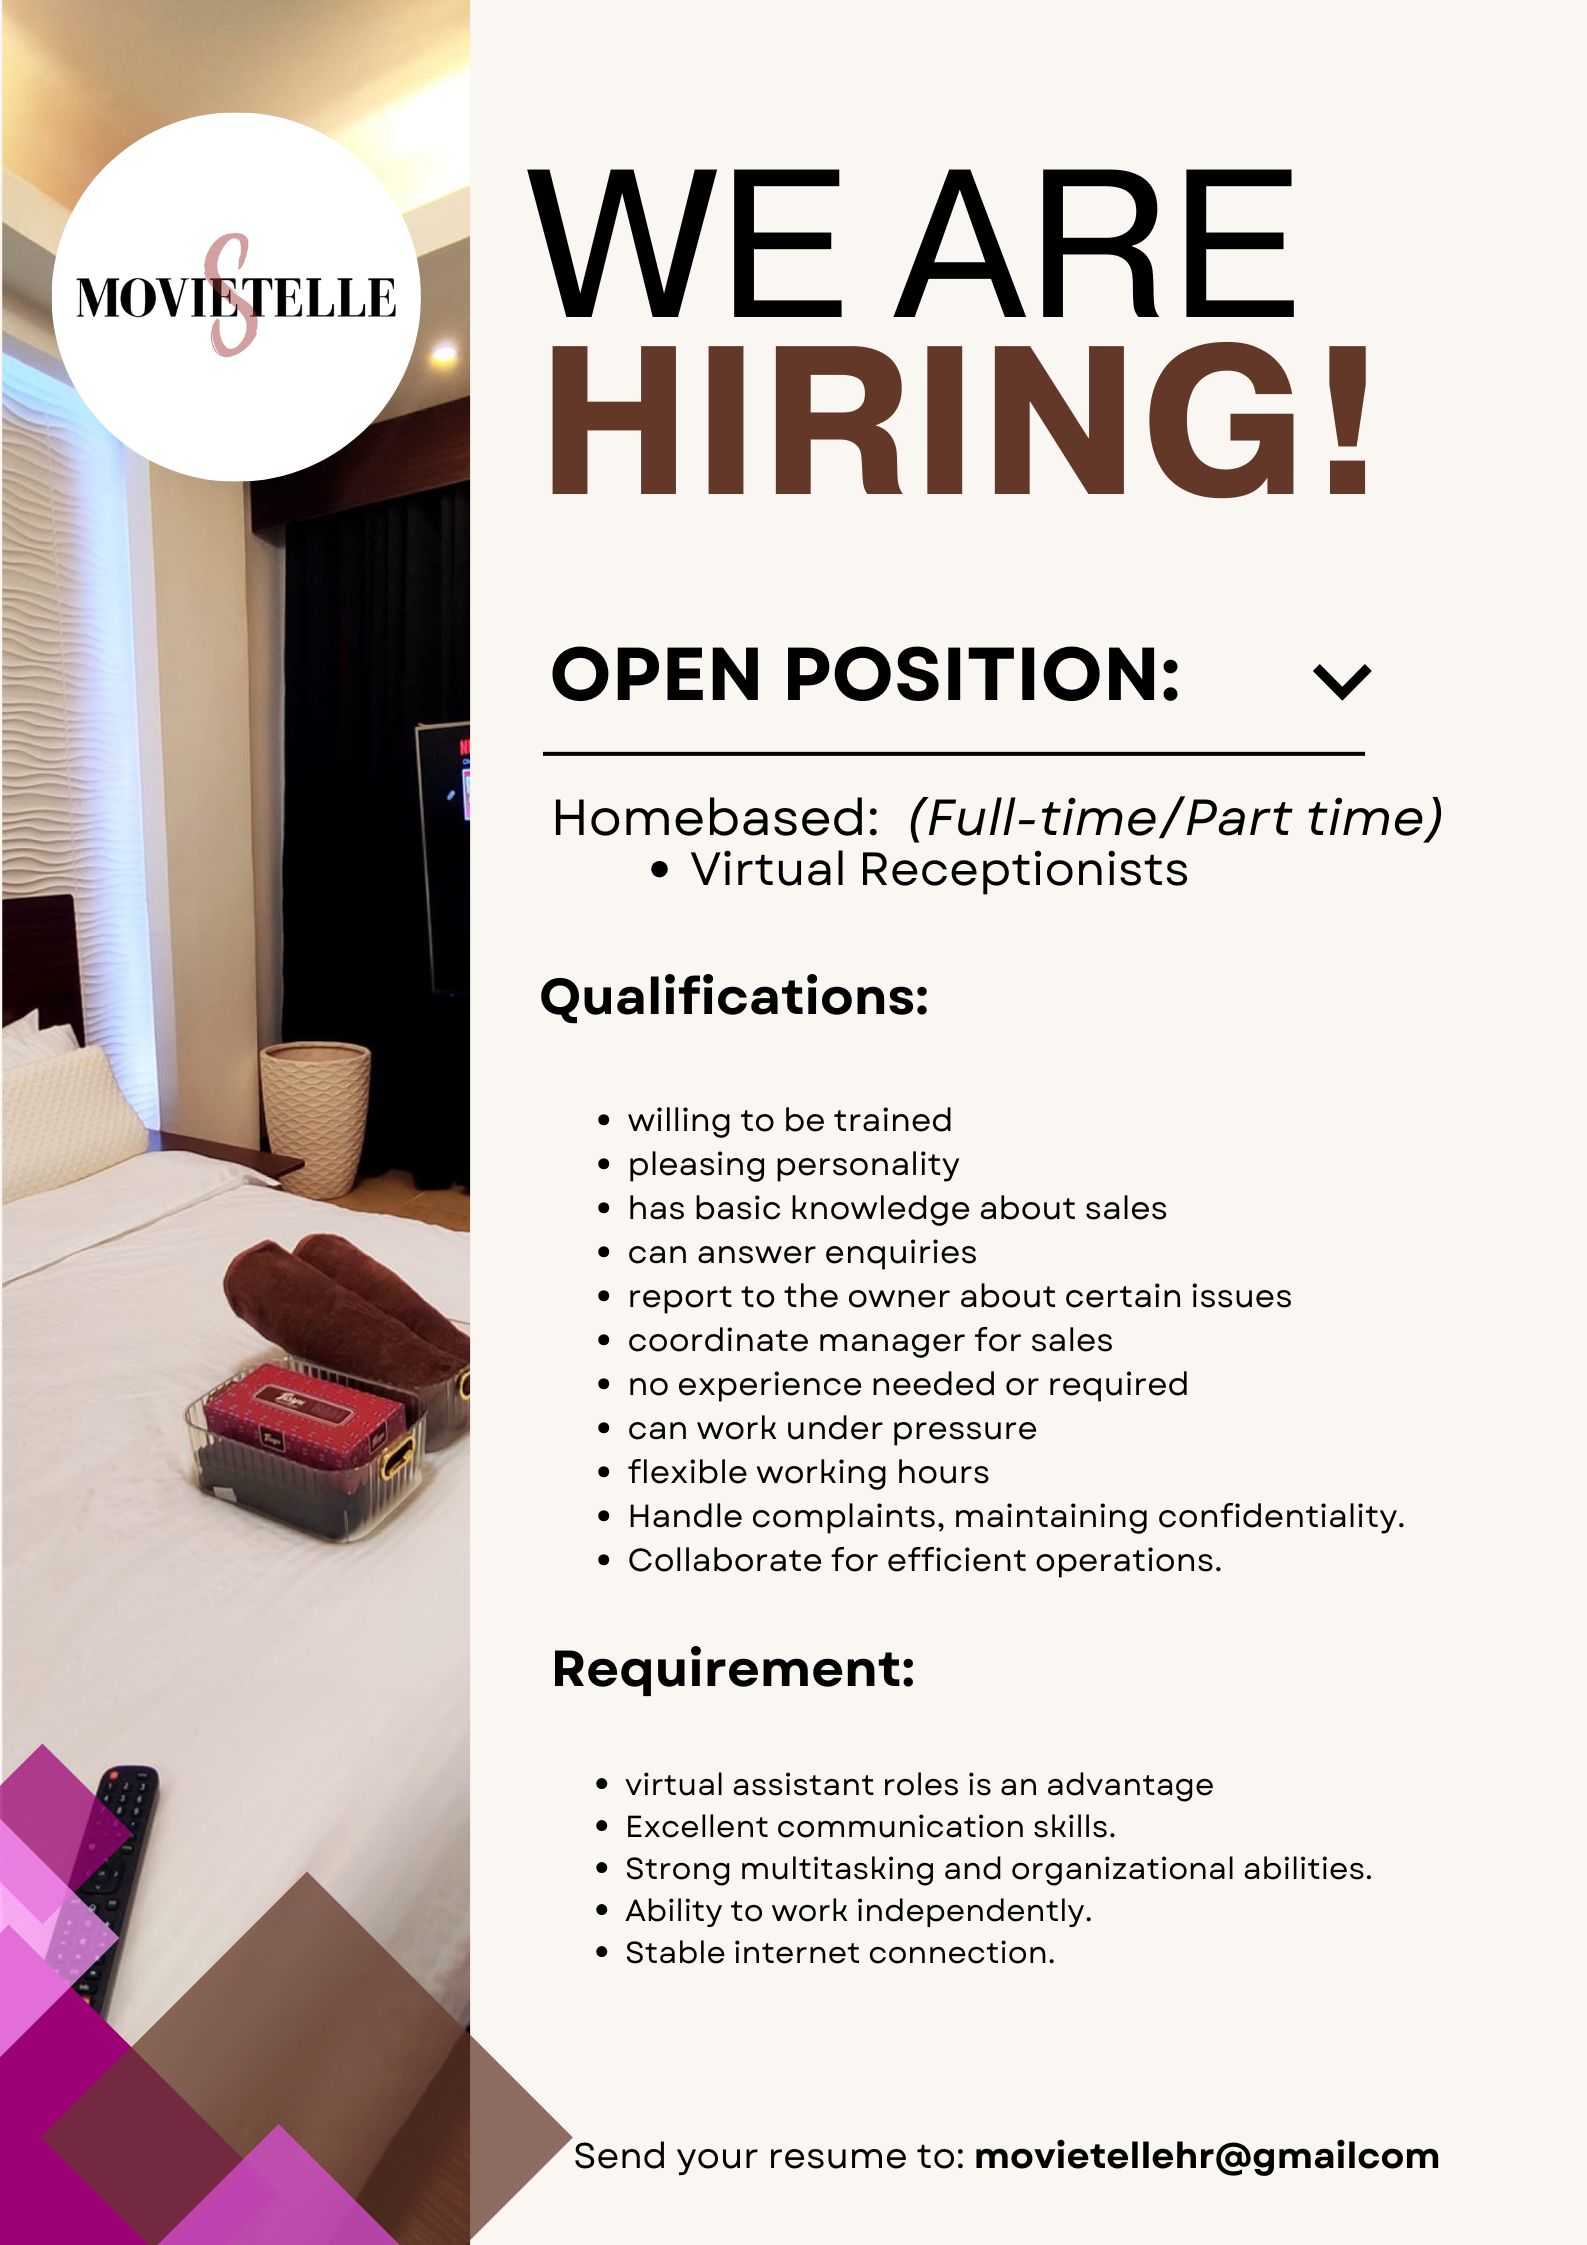 MOVIETELLE
S
WE ARE
HIRING!
OPEN POSITION:
Homebased: (Full-time/Part time)
• Virtual Receptionists
Qualifications:
• willing to be trained
• pleasing personality
• has basic knowledge about sales
• can answer enquiries
• report to the owner about certain issues
• coordinate manager for sales
• no experience needed or required
• can work under pressure
• flexible working hours
• Handle complaints, maintaining confidentiality.
• Collaborate for efficient operations.
Requirement:
• virtual assistant roles is an advantage
• Excellent communication skills.
• Strong multitasking and organizational abilities.
• Ability to work independently.
• Stable internet connection.
Send your resume to: movietellehr@gmailcom